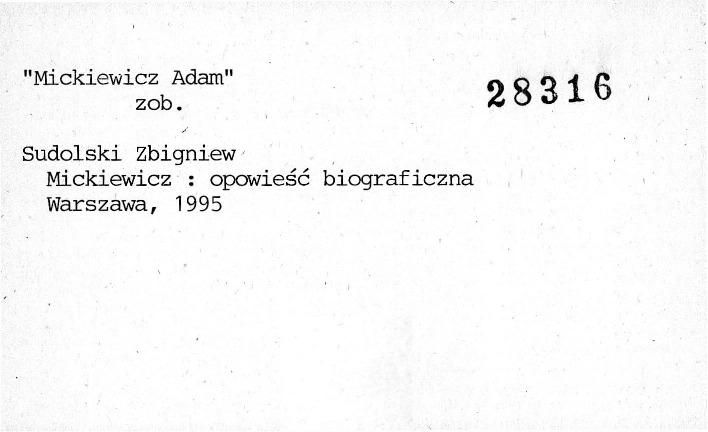 "Mickiewicz Adam"
zob.
28316
Sudolski Zbigniew
Mickiewicz : opowieść biograficzna
Warszawa, 1995